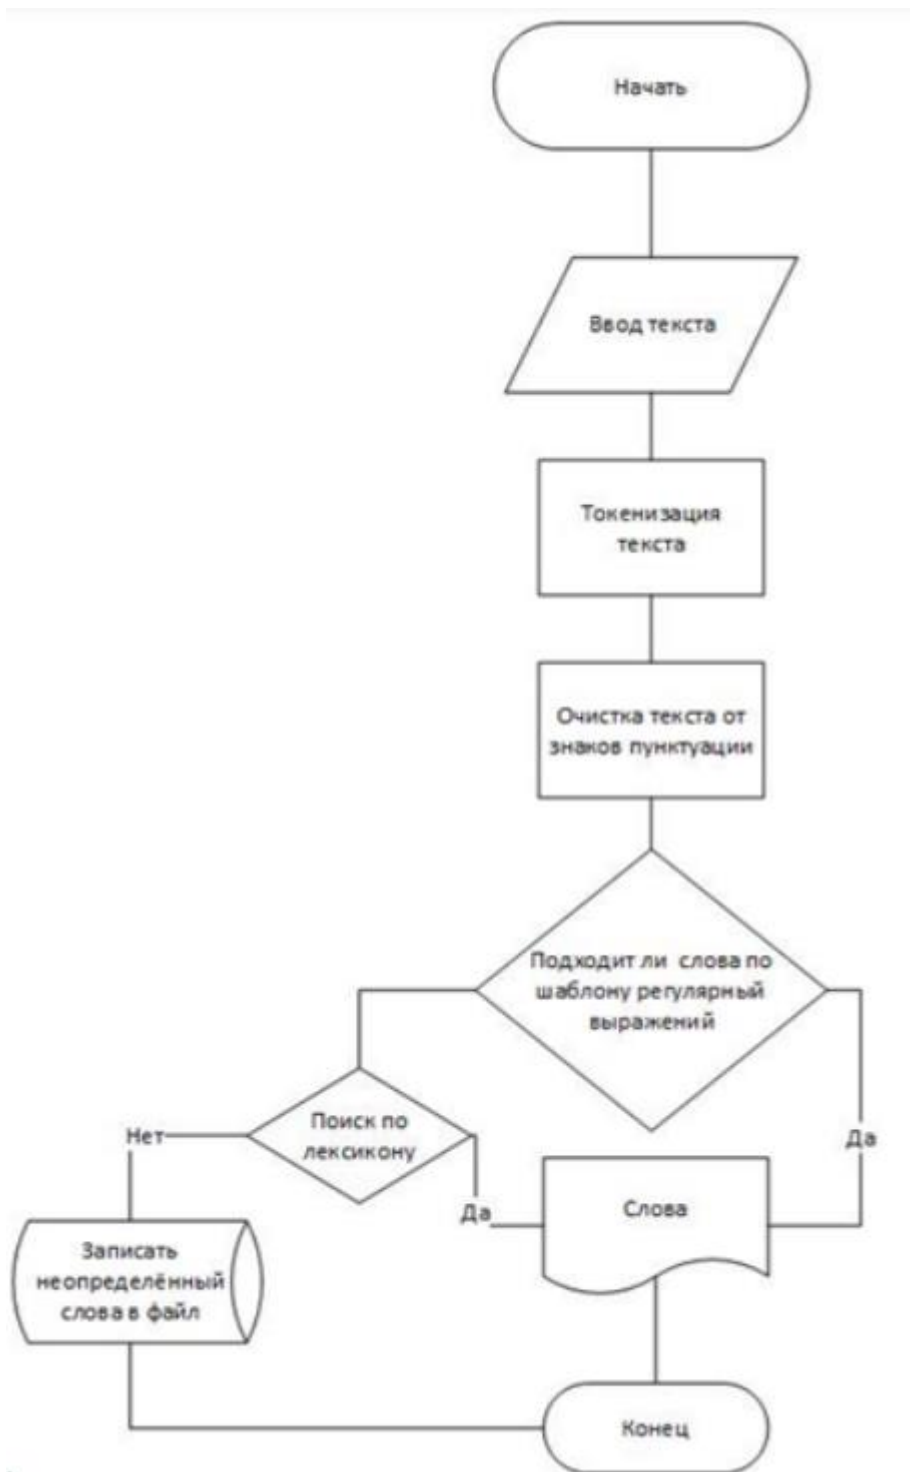 Начать
Ввод текста
Токенизация
текста
Очистка текста от
знаков пунктуации
Подходит ли слова по
шаблону регулярный
выражений
Поиск по
лексикону
Нет
Да
Да
Слова
Записать
неопределённый
слова в файл
Конец